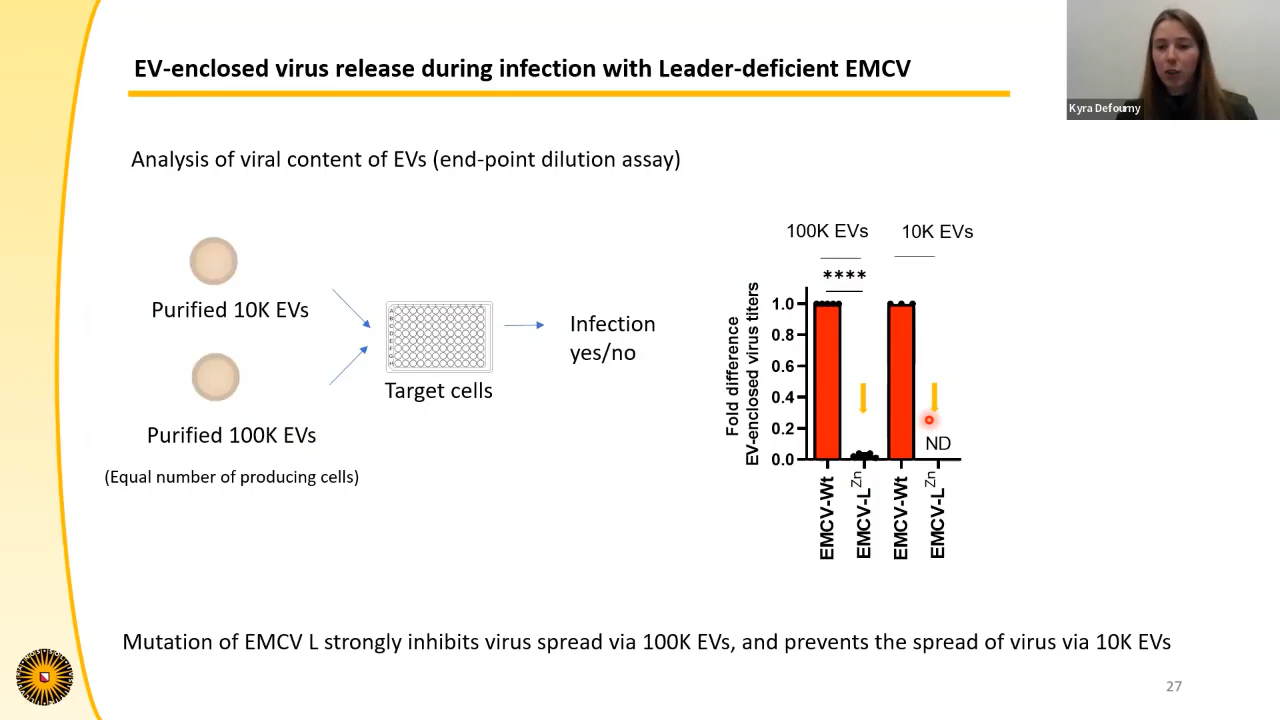 EV-enclosed virus release during infection with Leader-deficient EMCV
Kyra Defourny
Analysis of viral content of EVs (end-point dilution assay)
Purified 10K EVs
Purified 100K EVs
(Equal number of producing cells)
Target cells
Infection
yes/no
100K EVs
10K EVs
****
Fold difference
EV-enclosed virus titers
1.0
0.8
0.6
0.4
0.2
0.0
ND
EMCV-Wt
EMCV-L Zn
EMCV-Wt
EMCV-L Zn
Mutation of EMCV L strongly inhibits virus spread via 100K EVs, and prevents the spread of virus via 10K EVs
27